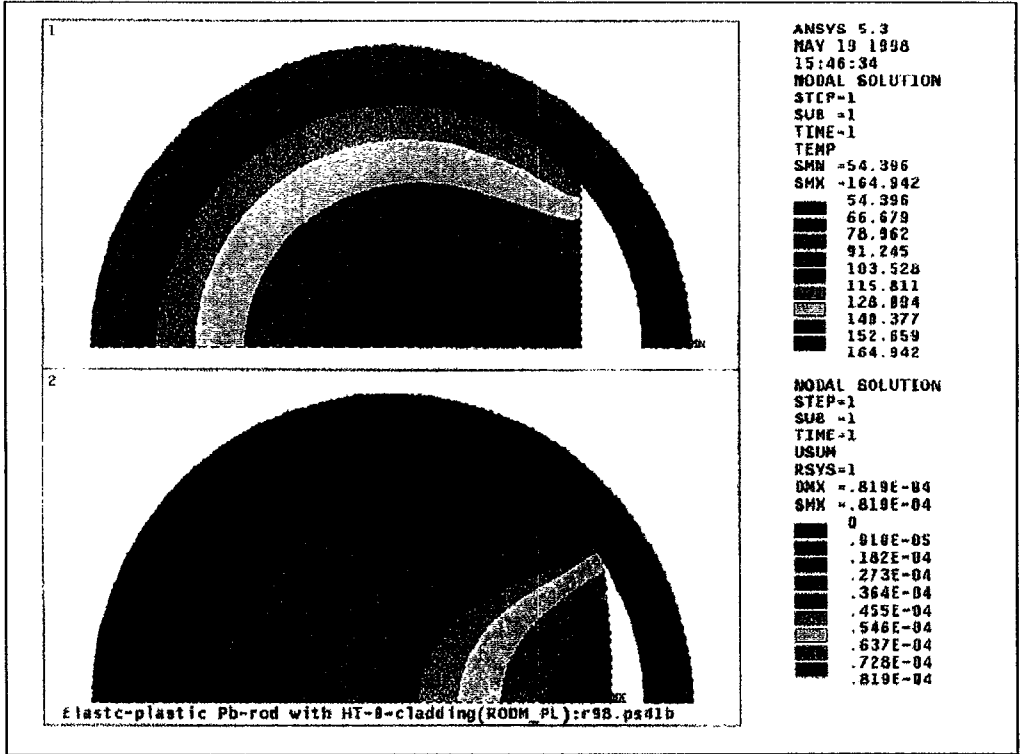 1
ANSYS 5.3
MAY 19 1998
15:46:34
NODAL SOLUTION
STEP=1
SUB =1
TIME=1
TEMP
SMN =54.396
SMX =164.942
54.396
66.679
78.962
91.245
103.528
115.811
128.094
140.377
152.659
164.942
MN
2
NODAL SOLUTION
STEP=1
SUB =1
TIME=1
USUM
RSYS=1
DMX =.819E-04
SMX =.819E-04
0
.910E-05
.182E-04
.273E-04
.364E-04
.455E-04
.546E-04
.637E-04
.728E-04
.819E-04
MX
Elastc-plastic Pb-rod with HT-9-cladding(RODM_PL):r98.ps41b